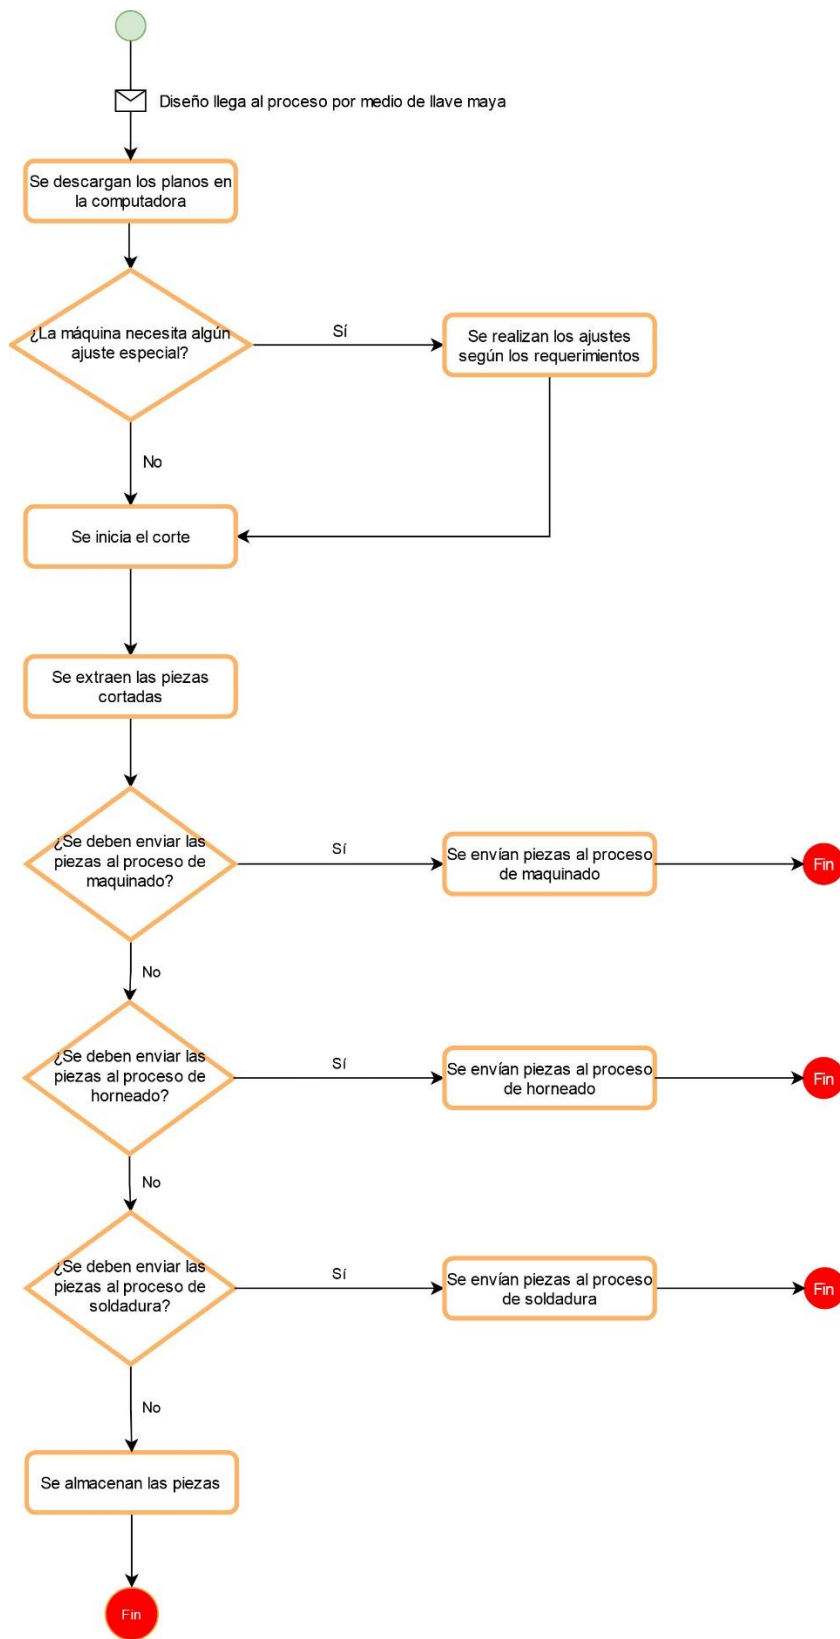 Diseño llega al proceso por medio de llave maya
Se descargan los planos en
la computadora
¿La máquina necesita algún
ajuste especial?
Sí
Se realizan los ajustes
según los requerimientos
No
Se inicia el corte
Se extraen las piezas
cortadas
¿Se deben enviar las
piezas al proceso de
maquinado?
Sí
Se envían piezas al proceso
de maquinado
Fin
No
¿Se deben enviar las
piezas al proceso de
horneado?
Sí
Se envían piezas al proceso
de horneado
Fin
No
¿Se deben enviar las
piezas al proceso de
soldadura?
Sí
Se envían piezas al proceso
de soldadura
Fin
No
Se almacenan las piezas
Fin